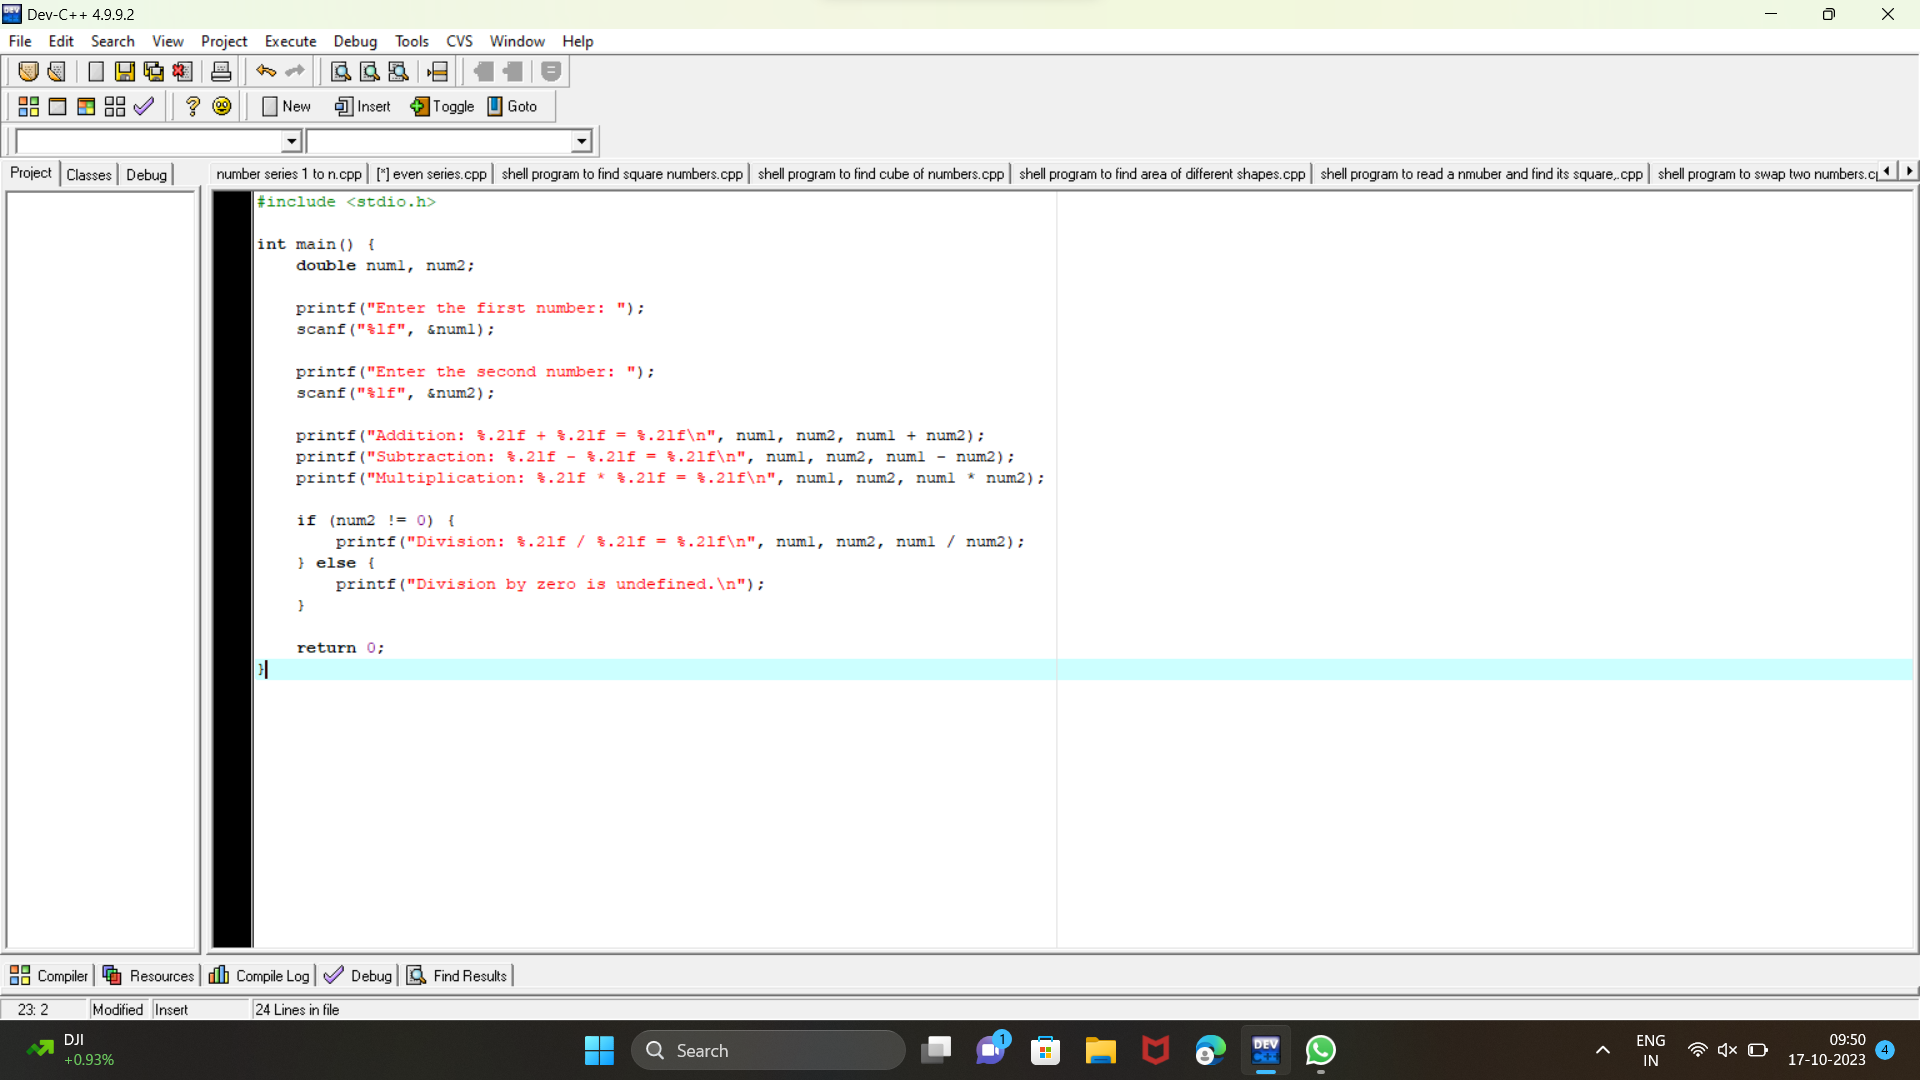 Dev-C++ 4.9.9.2
File Edit Search View Project Execute Debug Tools CVS Window Help
New Insert Toggle Goto
Project Classes Debug
number series 1 to n.cpp [*] even series.cpp shell program to find square numbers.cpp shell program to find cube of numbers.cpp shell program to find area of different shapes.cpp shell program to read a nmuber and find its square,.cpp shell program to swap two numbers.c
#include <stdio.h>
int main() {
double num1, num2;
printf("Enter the first number: ");
scanf("%lf", &num1);
printf("Enter the second number: ");
scanf("%lf", &num2);
printf("Addition: %.2lf + %.2lf = %.2lf\n", num1, num2, num1 + num2);
printf("Subtraction: %.2lf - %.2lf = %.2lf\n", num1, num2, num1 - num2);
printf("Multiplication: %.2lf * %.2lf = %.2lf\n", num1, num2, num1 * num2);
if (num2 != 0) {
printf("Division: %.2lf / %.2lf = %.2lf\n", num1, num2, num1 / num2);
} else {
printf("Division by zero is undefined.\n");
}
return 0;
}
Compiler Resources Compile Log Debug Find Results
23: 2 Modified Insert 24 Lines in file
DJI
+0.93%
Search
1
DEV
C++
ENG
IN
09:50
17-10-2023
4